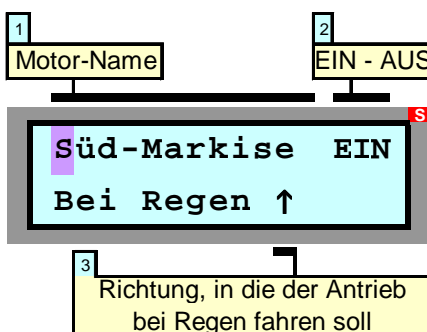 1
Motor-Name
2
EIN - AUS
S
Süd-Markise EIN
Bei Regen ↑
3
Richtung, in die der Antrieb
bei Regen fahren soll